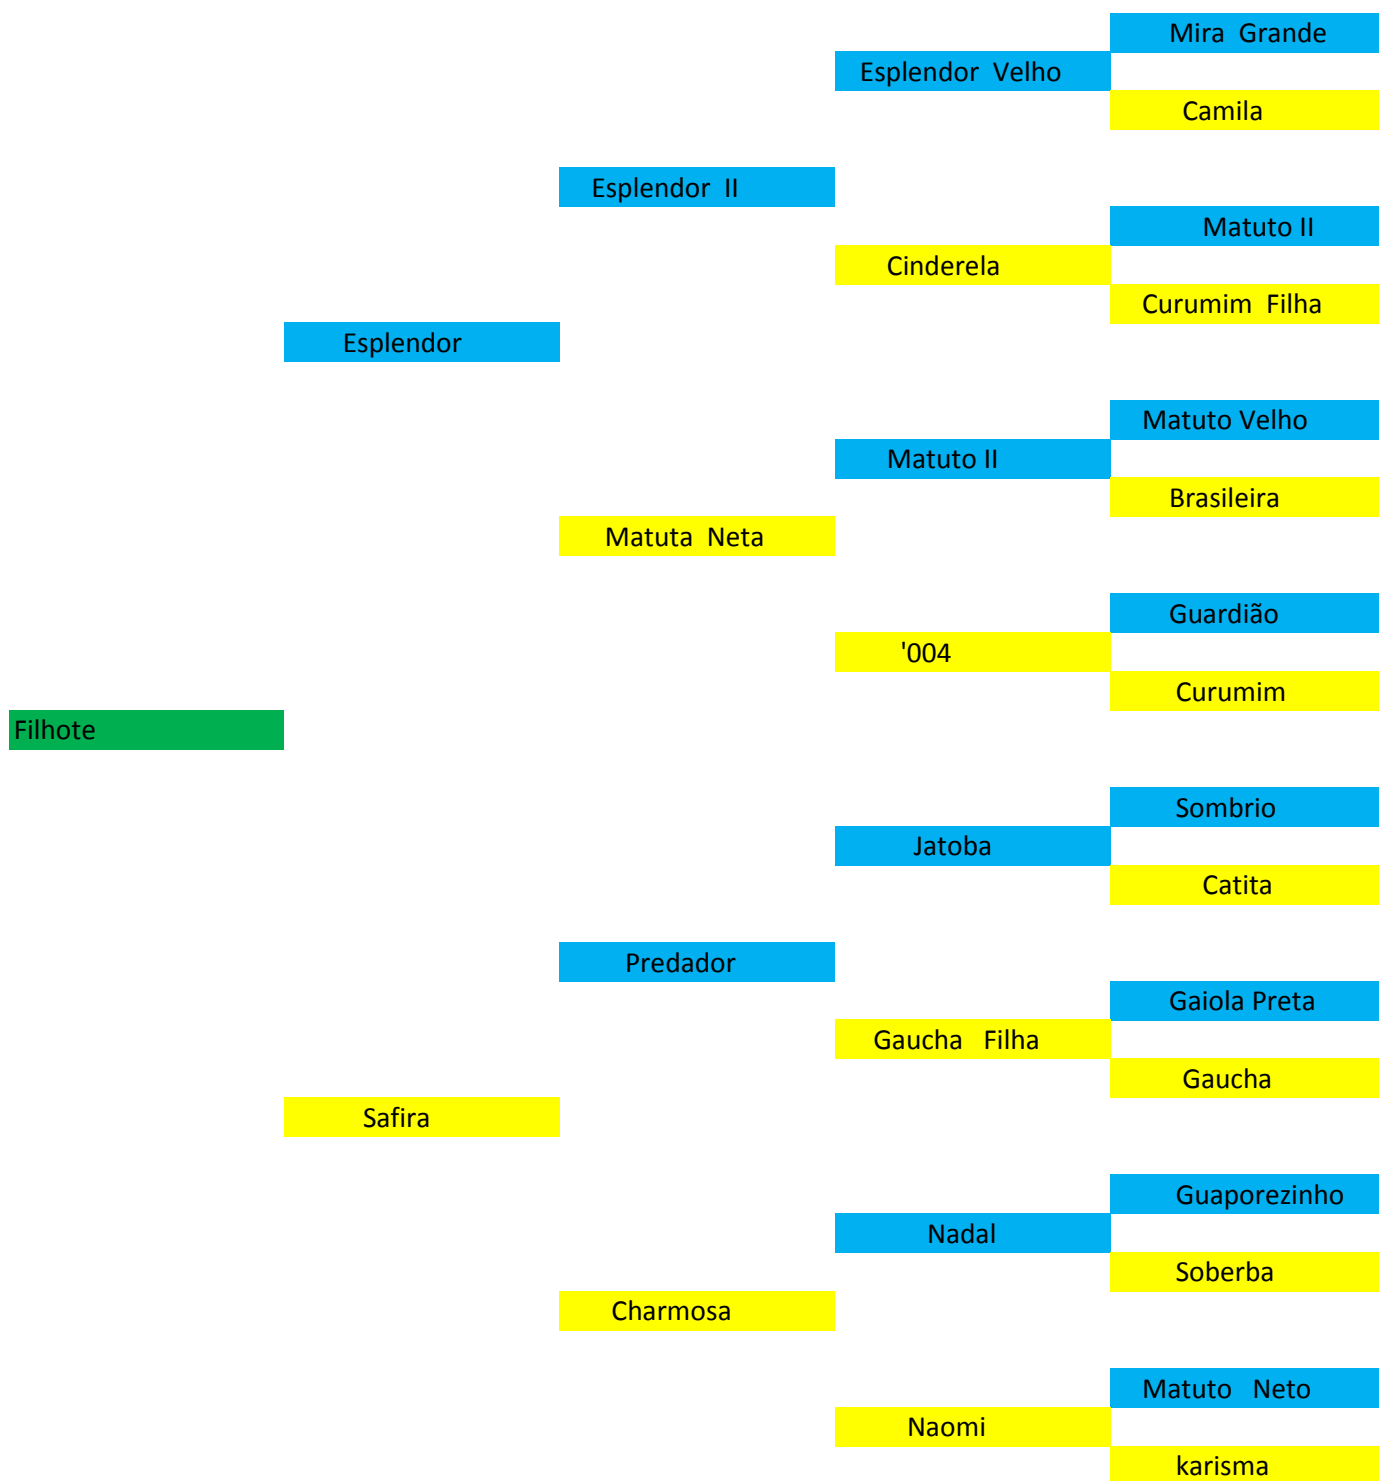 Mira Grande
Esplendor Velho
Camila
Esplendor II
Matuto II
Cinderela
Curumim Filha
Esplendor
Matuto Velho
Matuto II
Brasileira
Matuta Neta
Guardião
'004
Curumim
Filhote
Sombrio
Jatoba
Catita
Predador
Gaiola Preta
Gaucha Filha
Gaucha
Safira
Guaporezinho
Nadal
Soberba
Charmosa
Matuto Neto
Naomi
karisma